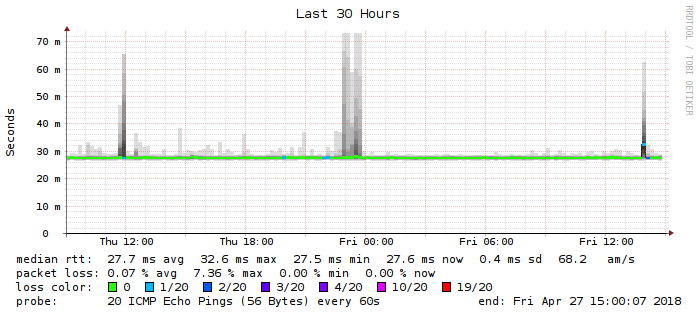 Last 30 Hours
RRDTOOL / TOBI OETIKER
Seconds
70 m
60 m
50 m
40 m
30 m
20 m
10 m
0
Thu 12:00 Thu 18:00 Fri 00:00 Fri 06:00 Fri 12:00
median rtt: 27.7 ms avg 32.6 ms max 27.5 ms min 27.6 ms now 0.4 ms sd 68.2 am/s
packet loss: 0.07 % avg 7.36 % max 0.00 % min 0.00 % now
loss color: 0 1/20 2/20 3/20 4/20 10/20 19/20
probe: 20 ICMP Echo Pings (56 Bytes) every 60s end: Fri Apr 27 15:00:07 2018